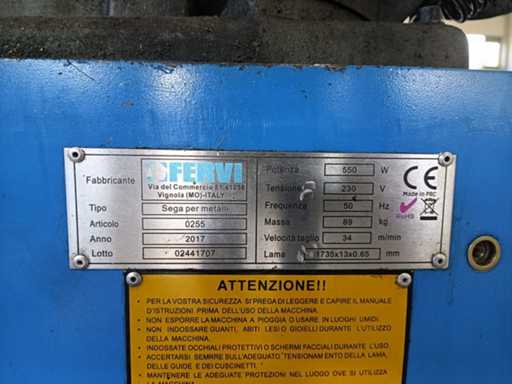 Fabbricante
FERVI
Via del Commercio 81,41058
Vignola (MO)-ITALY
Tipo Sega per metalli
Articolo 0255
Anno 2017
Lotto 02441707
Potenza 550 W
Tensione 230 V
Frequenza 50 Hz
Massa 89 kg
Velocità taglio 34 m/min
Lama 1735x13x0.65 mm
CE
Made in PRC
RoHS
ATTENZIONE!!
• PER LA VOSTRA SICUREZZA SI PREGA DI LEGGERE E CAPIRE IL MANUALE
D'ISTRUZIONI PRIMA DELL'USO DELLA MACCHINA.
• NON ESPORRE LA MACCHINA A PIOGGIA O USARE IN LUOGHI UMIDI.
• NON INDOSSARE GUANTI, ABITI LARGHI O GIOIELLI DURANTE L'UTILIZZO
DELLA MACCHINA.
• INDOSSATE OCCHIALI PROTETTIVI O SCHERMI FACCIALI DURANTE L'USO.
• ACCERTARSI SEMPRE SULL'ADEGUATO "TENSIONAMENTO DELLA LAMA,
DELLE GUIDE E DEI CUSCINETTI".
• MANTENERE LE ADEGUATE PROTEZIONI NEL LUOGO OVE SI UTILIZZA
LA MACCHINA